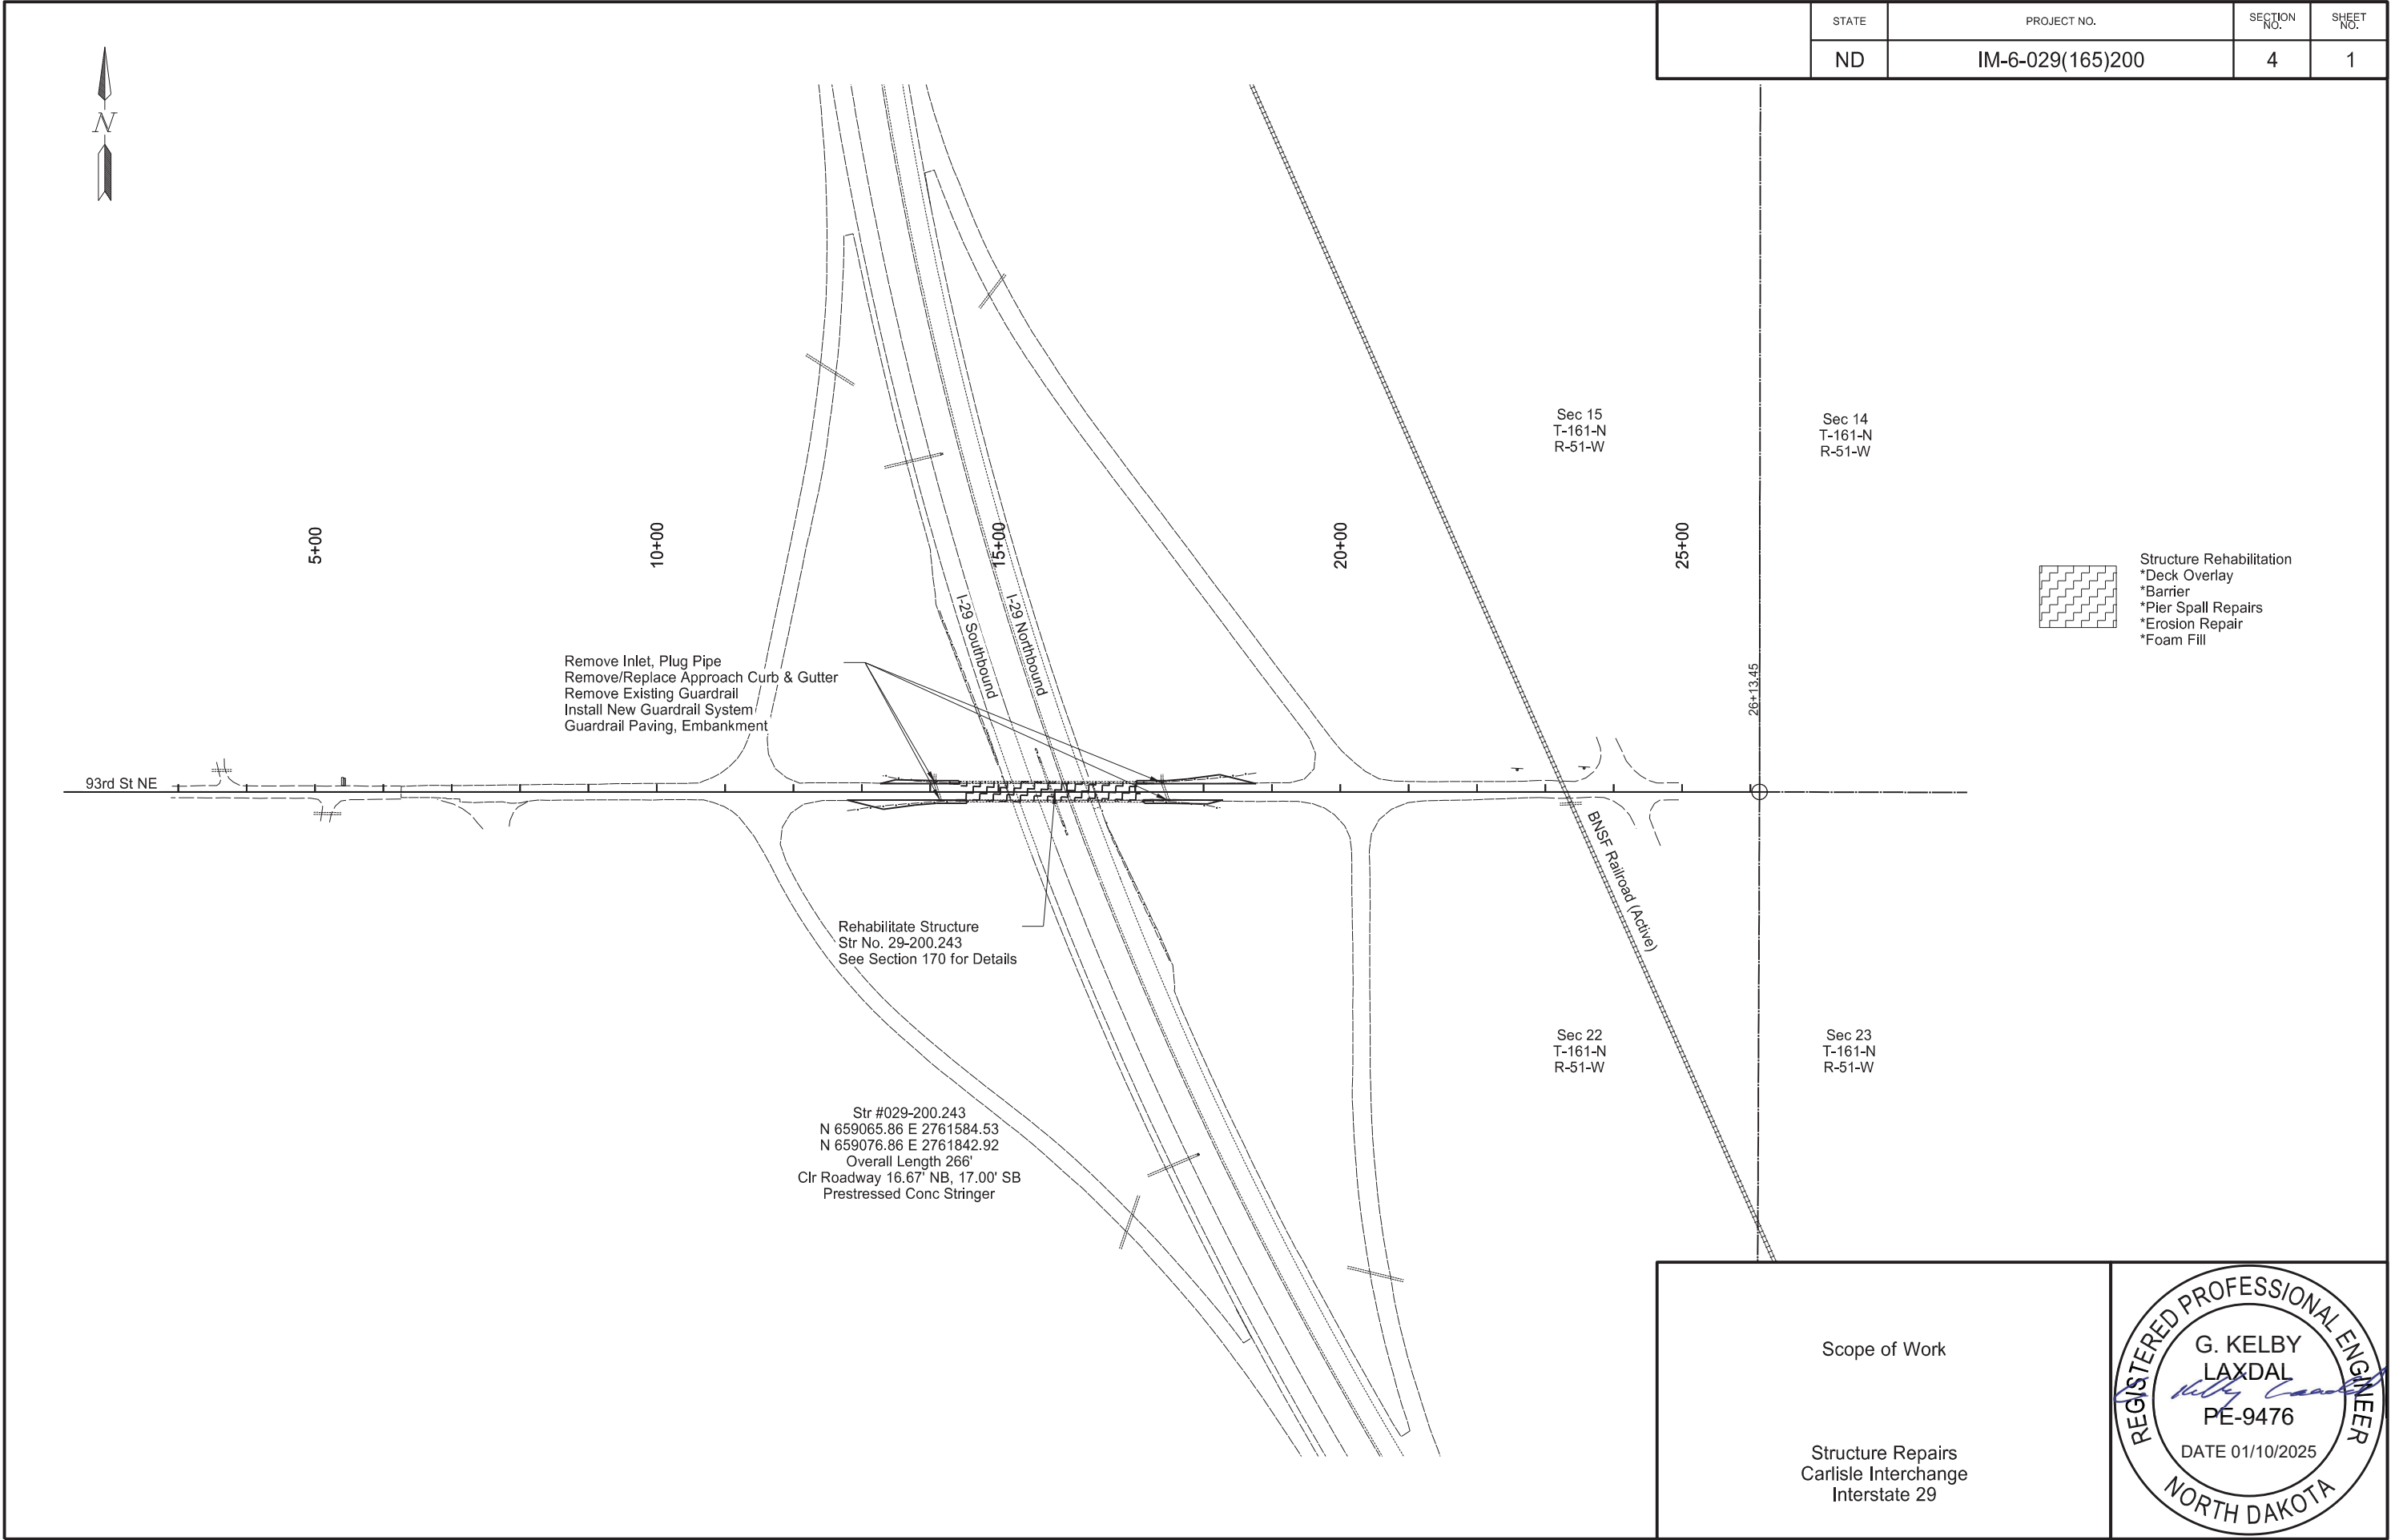 STATE
PROJECT NO.
SECTION NO.
SHEET NO.
ND
IM-6-029(165)200
4
1
N
Sec 15
T-161-N
R-51-W
Sec 14
T-161-N
R-51-W
5+00
10+00
15+00
20+00
25+00
Structure Rehabilitation
*Deck Overlay
*Barrier
*Pier Spall Repairs
*Erosion Repair
*Foam Fill
I-29 Southbound
I-29 Northbound
Remove Inlet, Plug Pipe
Remove/Replace Approach Curb & Gutter
Remove Existing Guardrail
Install New Guardrail System
Guardrail Paving, Embankment
26+13.45
93rd St NE
BNSF Railroad (Active)
Rehabilitate Structure
Str No. 29-200.243
See Section 170 for Details
Sec 22
T-161-N
R-51-W
Sec 23
T-161-N
R-51-W
Str #029-200.243
N 659065.86 E 2761584.53
N 659076.86 E 2761842.92
Overall Length 266'
Clr Roadway 16.67' NB, 17.00' SB
Prestressed Conc Stringer
Scope of Work
Structure Repairs
Carlisle Interchange
Interstate 29
REGISTERED PROFESSIONAL ENGINEER
G. KELBY
LAXDAL
G Kelby Laxdal
PE-9476
DATE 01/10/2025
NORTH DAKOTA